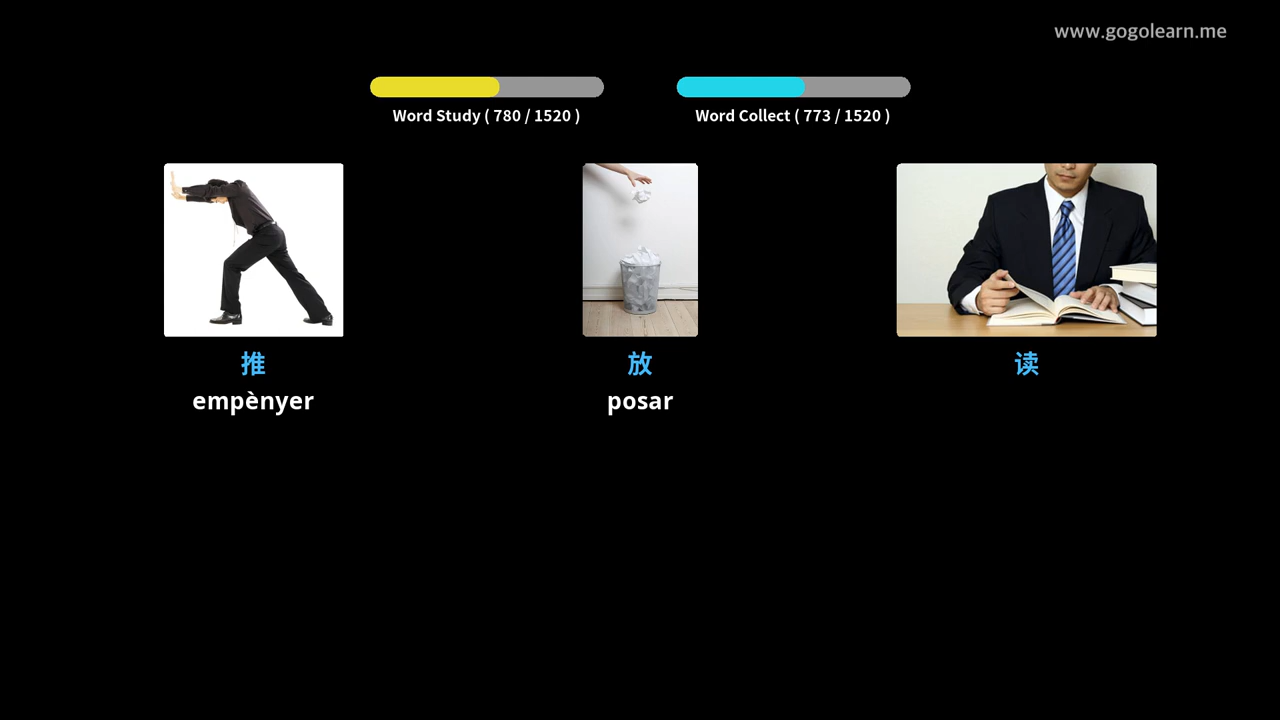 www.gogolearn.me
Word Study ( 780 / 1520 )
Word Collect ( 773 / 1520 )
推
放
读
empènyer
posar